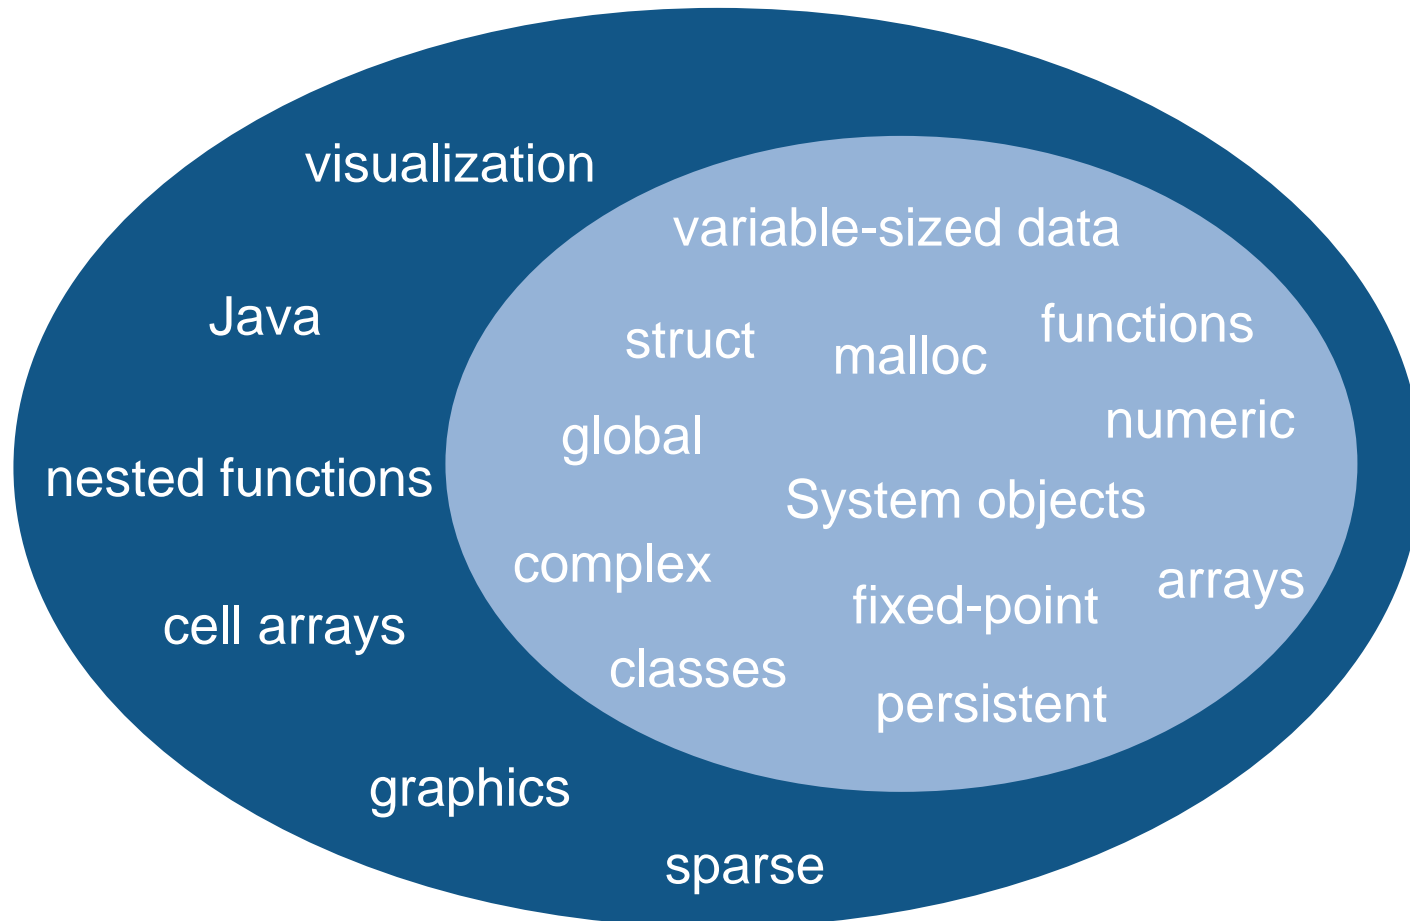 visualization
variable-sized data
Java
struct
malloc
functions
global
numeric
nested functions
System objects
complex
fixed-point
arrays
cell arrays
classes
persistent
graphics
sparse